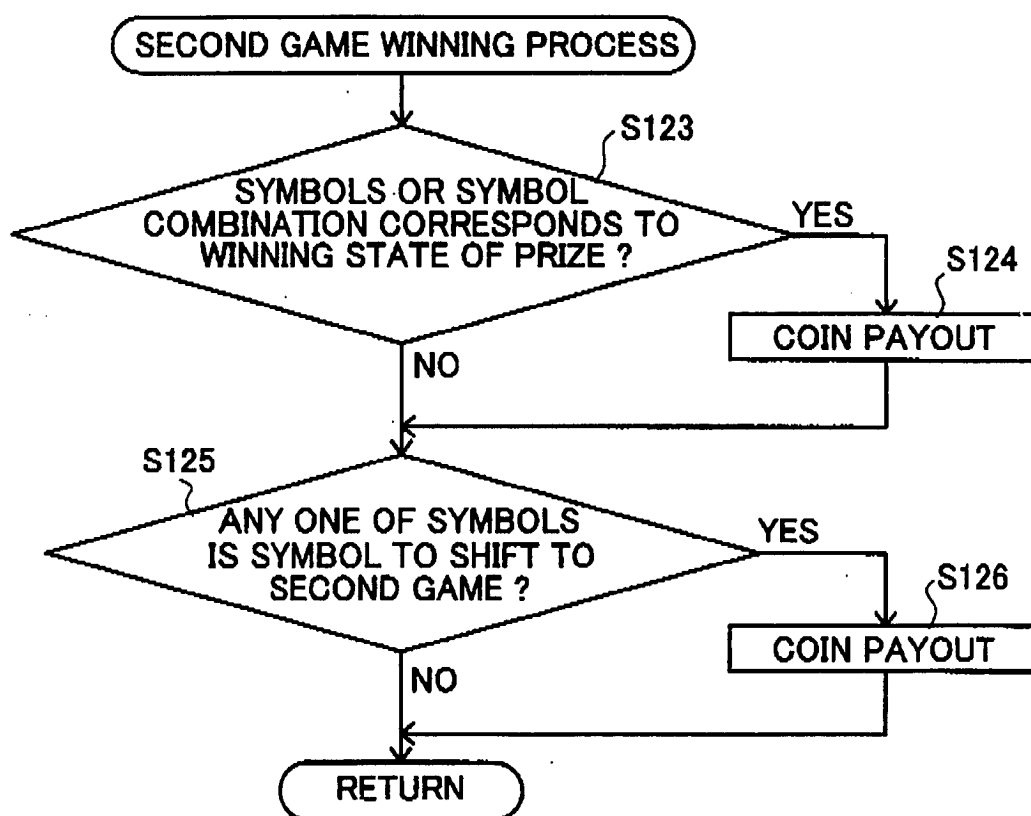 SECOND GAME WINNING PROCESS
S123
SYMBOLS OR SYMBOL
COMBINATION CORRESPONDS TO
WINNING STATE OF PRIZE ?
YES
S124
COIN PAYOUT
NO
S125
ANY ONE OF SYMBOLS
IS SYMBOL TO SHIFT TO
SECOND GAME ?
YES
S126
COIN PAYOUT
NO
RETURN